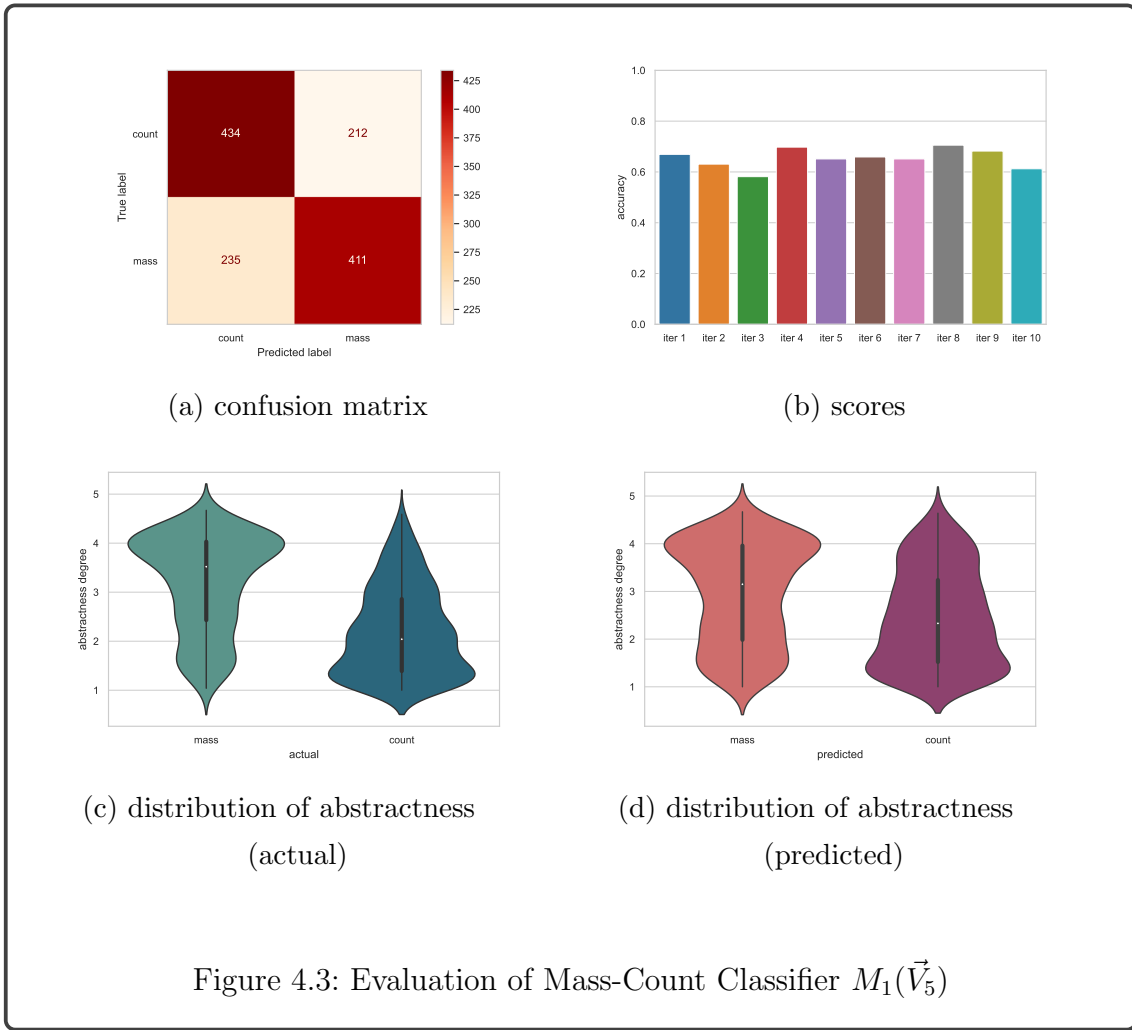 425
400
375
350
325
300
275
250
225
434
212
235
411
count
mass
True label
count
mass
Predicted label
(a) confusion matrix
1.0
0.8
0.6
0.4
0.2
0.0
accuracy
iter 1
iter 2
iter 3
iter 4
iter 5
iter 6
iter 7
iter 8
iter 9
iter 10
(b) scores
5
4
3
2
1
abstractness degree
mass
count
actual
(c) distribution of abstractness
(actual)
5
4
3
2
1
abstractness degree
mass
count
predicted
(d) distribution of abstractness
(predicted)
Figure 4.3: Evaluation of Mass-Count Classifier $M_1(\vec{V}_5)$